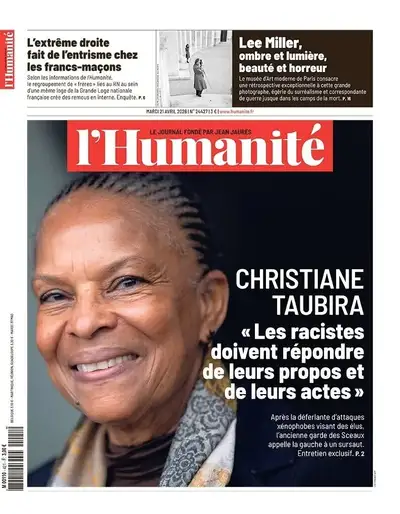 l'Humanité
L'extrême droite
fait de l'entrisme chez
les francs-maçons
Selon les informations de l'Humanité,
le regroupement de « frères » liés au RN au sein
d'une même loge de la Grande Loge nationale
française crée des remous en interne. Enquête. P. 8
Lee Miller,
ombre et lumière,
beauté et horreur
Le musée d'Art moderne de Paris consacre
une rétrospective exceptionnelle à cette grande
photographe, égérie du surréalisme et correspondante
de guerre jusque dans les camps de la mort. P. 18
MARDI 21 AVRIL 2026 | N° 24427 | 3 € | humanite.fr
LE JOURNAL FONDÉ PAR JEAN JAURÈS
l'Humanité
CHRISTIANE
TAUBIRA
« Les racistes
doivent répondre
de leurs propos et
de leurs actes »
Après la déferlante d'attaques
xénophobes visant des élus,
l'ancienne garde des Sceaux
appelle la gauche à un sursaut.
Entretien exclusif. P. 2